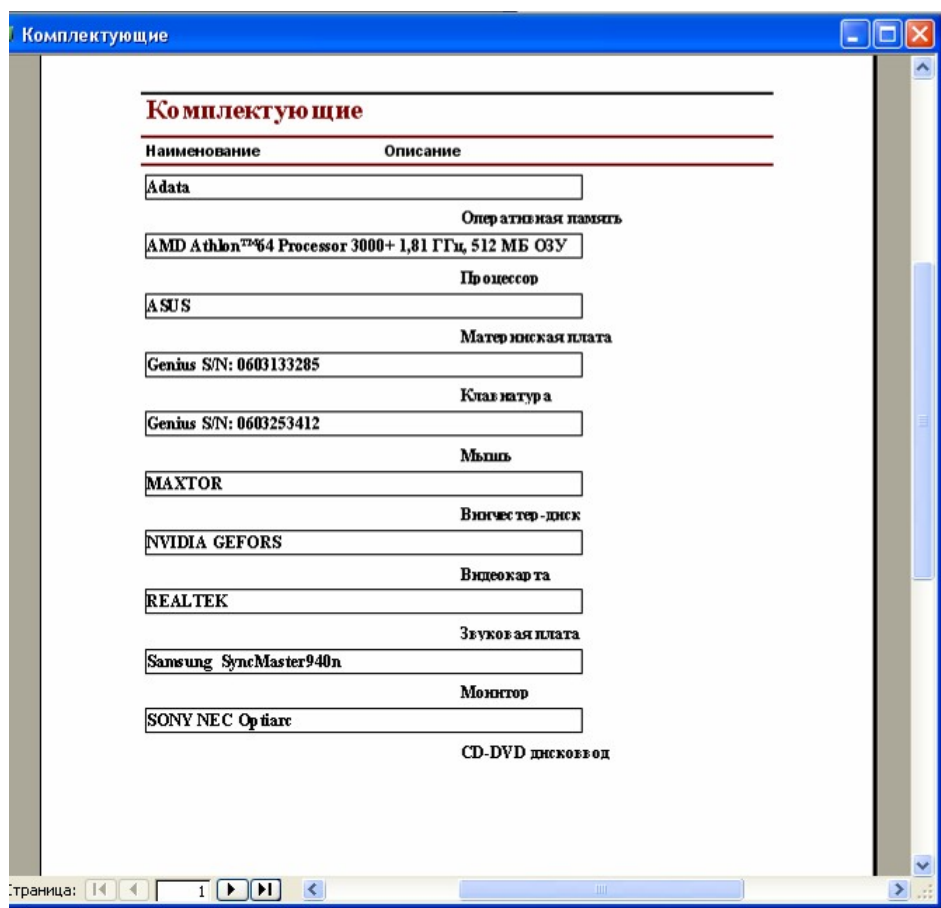 Комплектующие
Комплектующие
Наименование Описание
Adata
Оперативная память
AMD Athlon™64 Processor 3000+ 1,81 ГГц, 512 МБ ОЗУ
Процессор
ASUS
Материнская плата
Genius S/N: 0603133285
Клавиатура
Genius S/N: 0603253412
Мышь
MAXTOR
Винчестер-диск
NVIDIA GEFORS
Видеокарта
REALTEK
Звуковая плата
Samsung SyncMaster940n
Монитор
SONY NEC Optiarc
CD-DVD дисковвод
Страница: 1